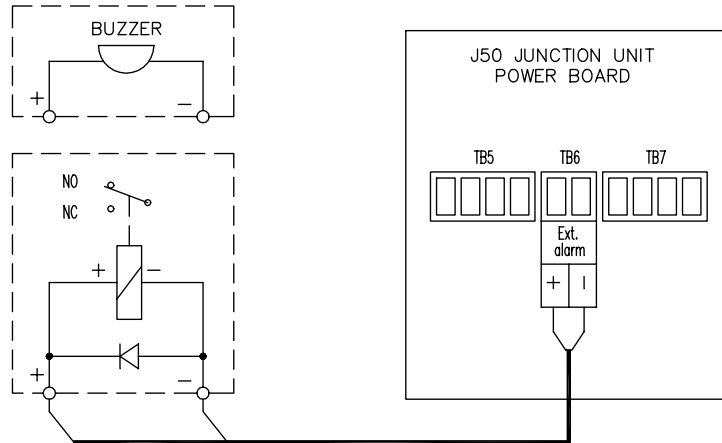 BUZZER
+ −
J50 JUNCTION UNIT
POWER BOARD
TB5 TB6 TB7
NO
NC
Ext.
alarm
+ −
+ −
+ −